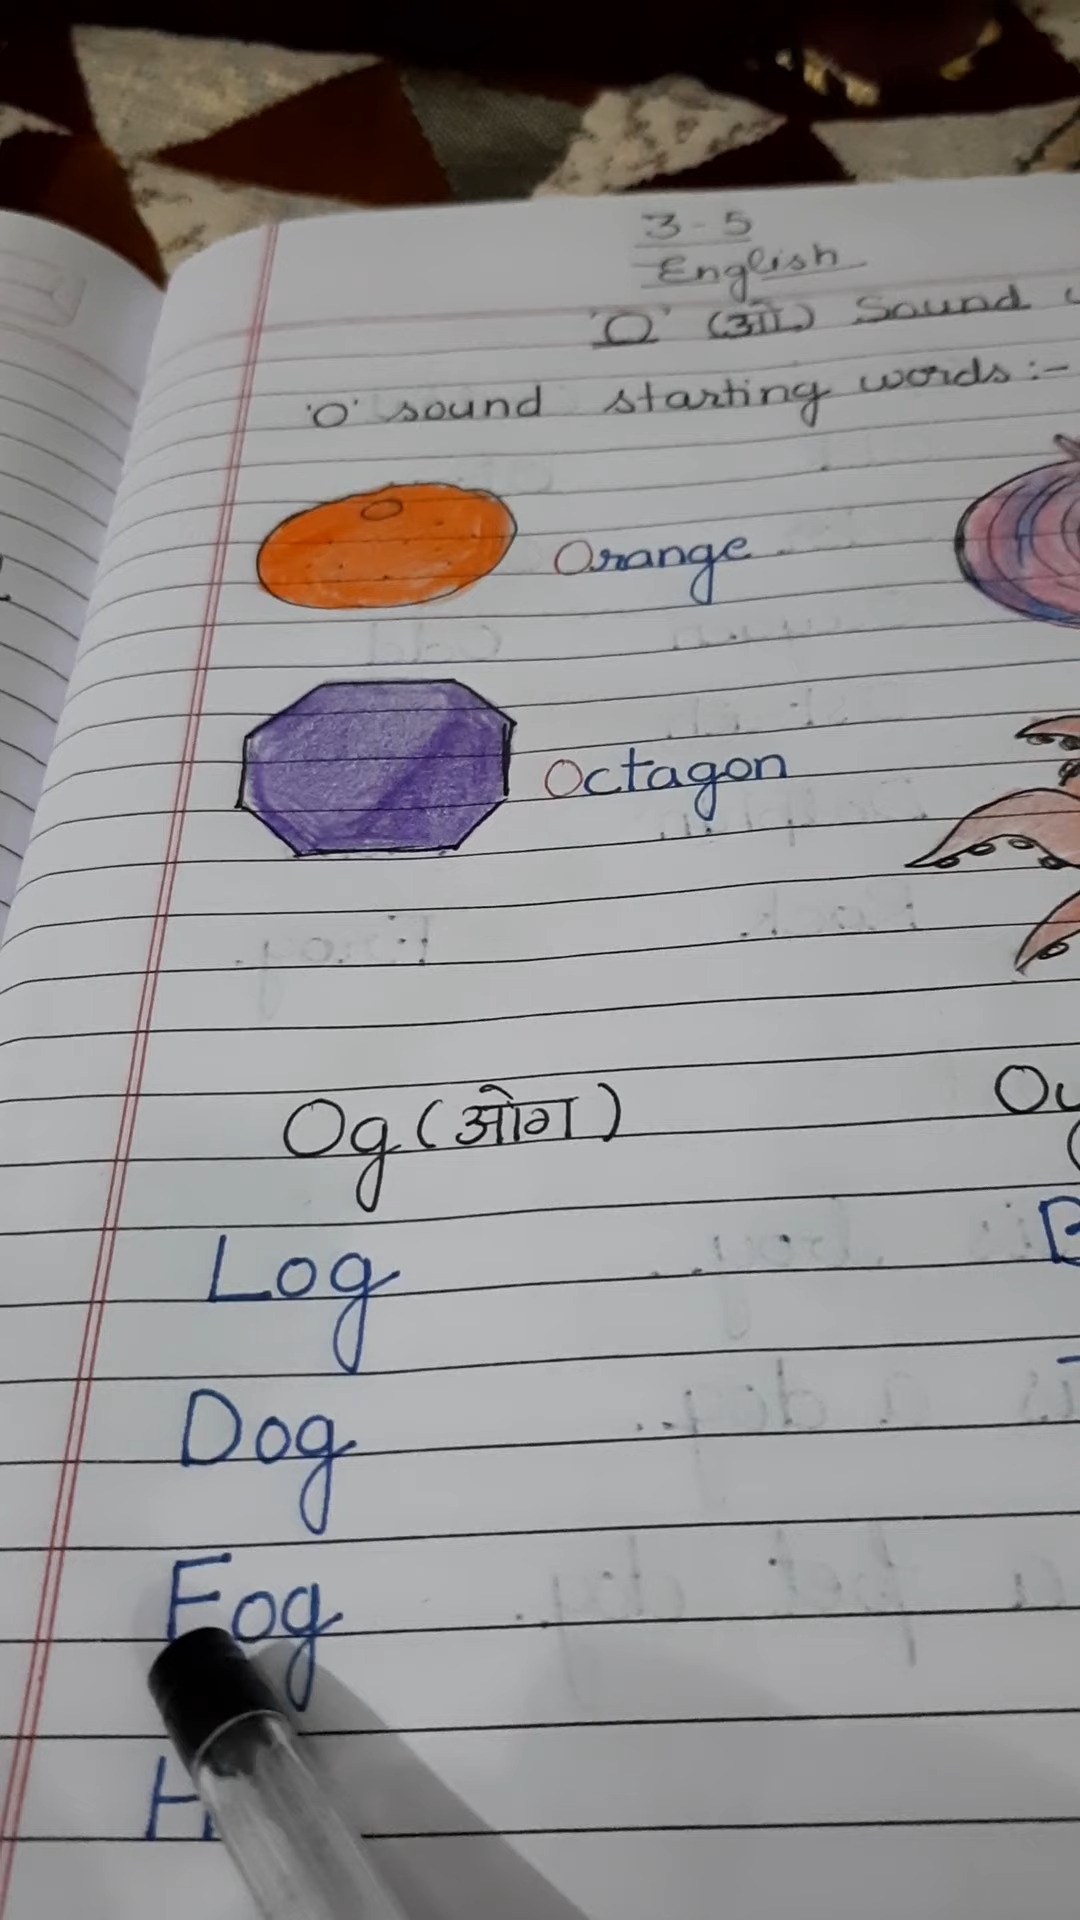 3-5
English
'O' (ओ) Sound
'O' sound starting words :-
Orange
Octagon
Og (ओग)
Log
Dog
Fog